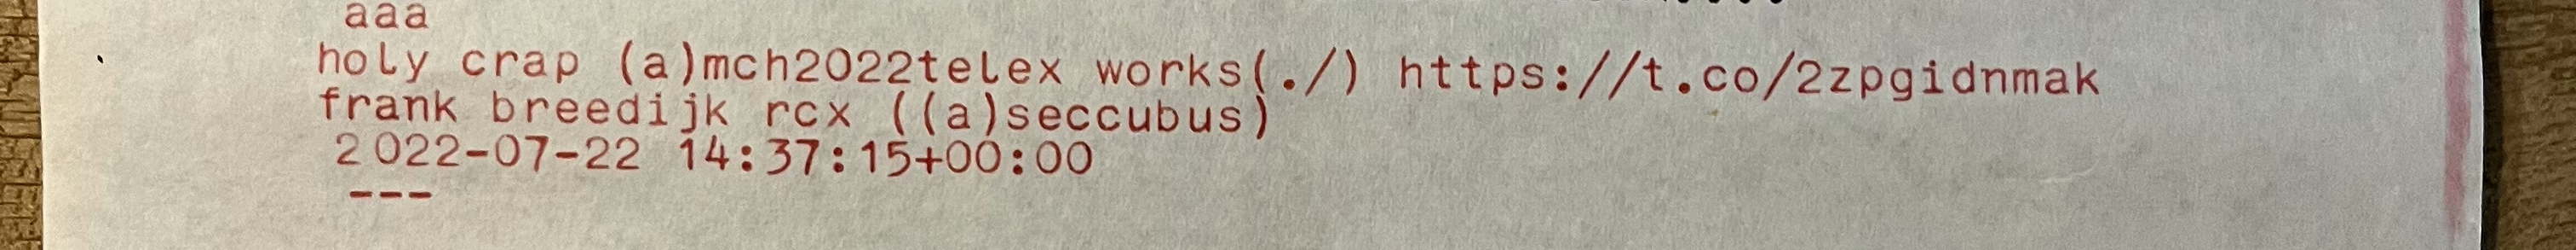 aaa
holy crap (a)mch2022telex works(./) https://t.co/2zpgidnmak
frank breedijk rcx ((a)seccubus)
2022-07-22 14:37:15+00:00
---